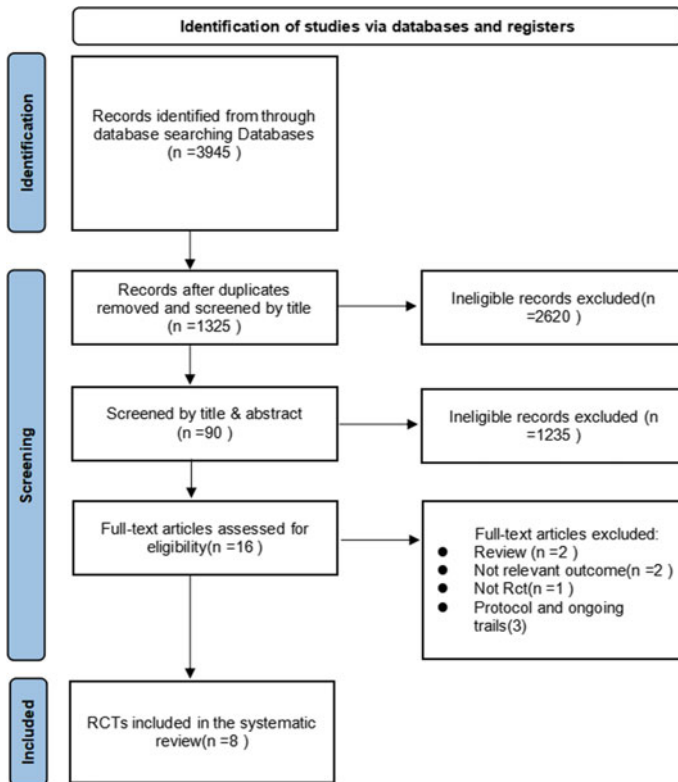 Identification of studies via databases and registers
Identification
Records identified from through
database searching Databases
(n =3945 )
Screening
Records after duplicates
removed and screened by title
(n =1325 )
Ineligible records excluded(n
=2620 )
Screened by title & abstract
(n =90 )
Ineligible records excluded (n
=1235 )
Full-text articles assessed for
eligibility(n =16 )
Full-text articles excluded:
● Review (n =2 )
● Not relevant outcome(n =2 )
● Not Rct(n =1 )
● Protocol and ongoing
trails(3)
Included
RCTs included in the systematic
review(n =8 )